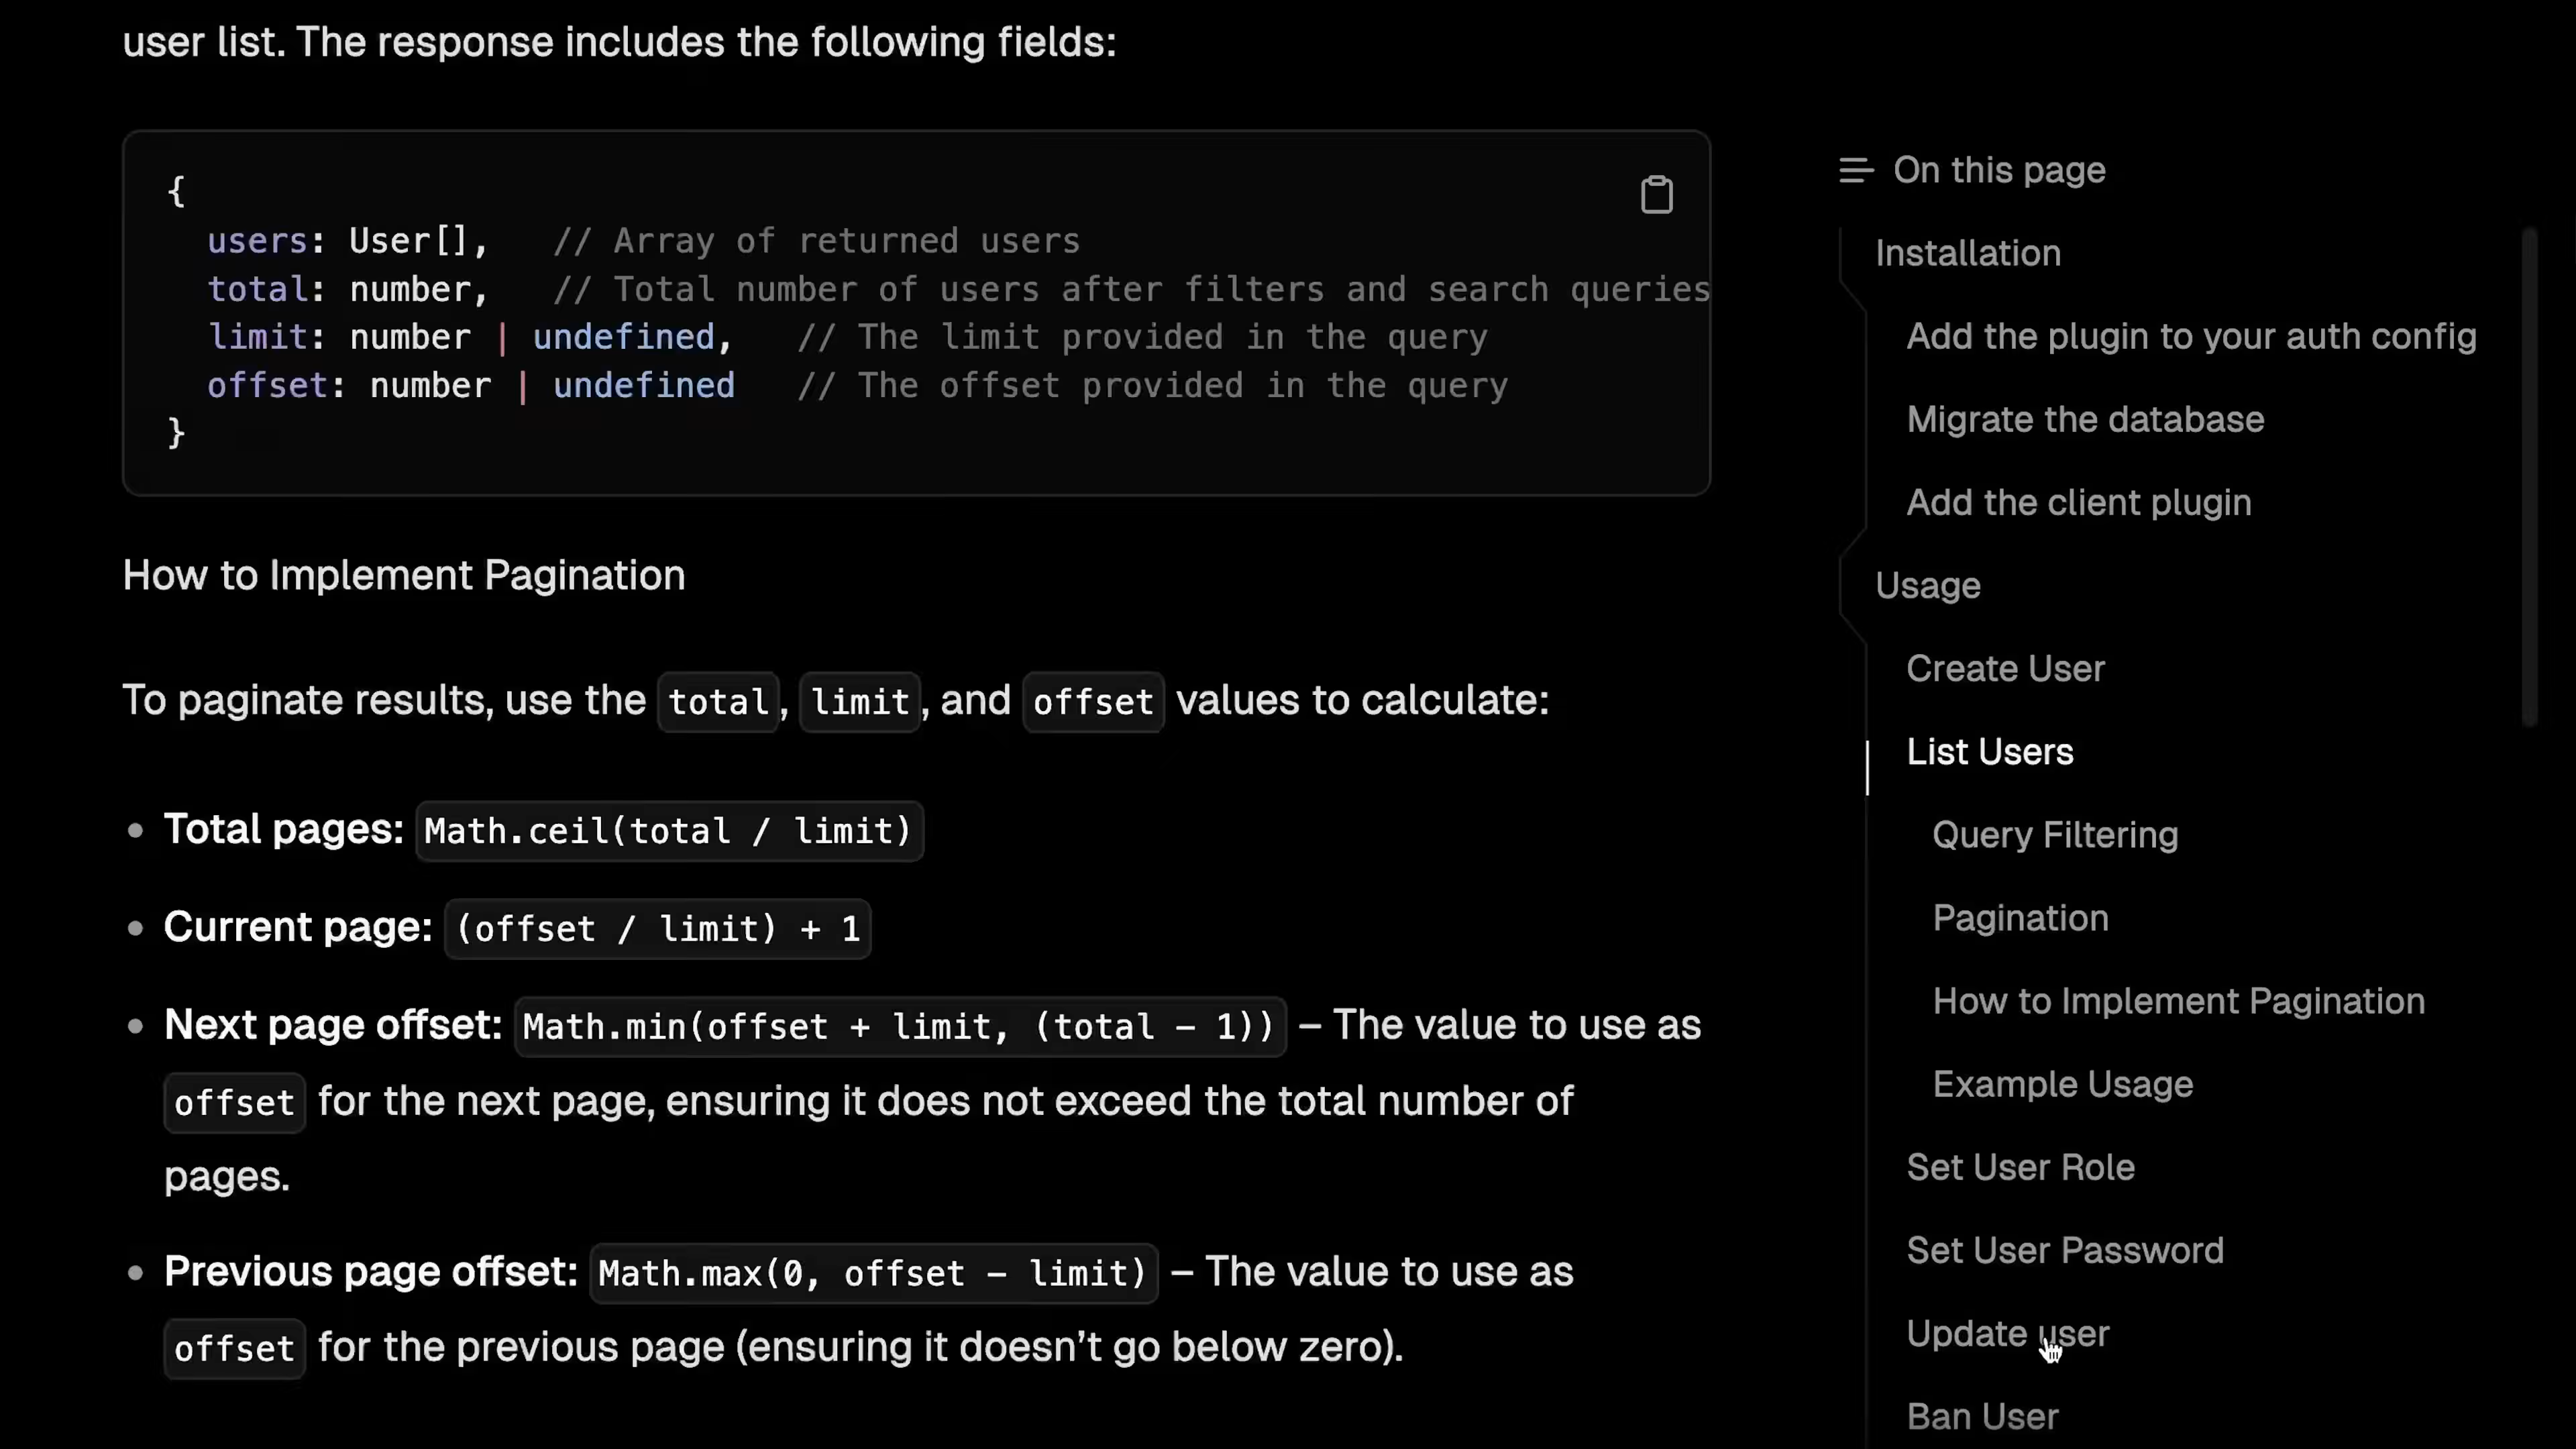 user list. The response includes the following fields:
{
  users: User[],   // Array of returned users
  total: number,   // Total number of users after filters and search queries
  limit: number | undefined,   // The limit provided in the query
  offset: number | undefined   // The offset provided in the query
}
How to Implement Pagination
To paginate results, use the total, limit, and offset values to calculate:
• Total pages: Math.ceil(total / limit)
• Current page: (offset / limit) + 1
• Next page offset: Math.min(offset + limit, (total - 1)) – The value to use as
offset for the next page, ensuring it does not exceed the total number of
pages.
• Previous page offset: Math.max(0, offset - limit) – The value to use as
offset for the previous page (ensuring it doesn’t go below zero).
On this page
Installation
Add the plugin to your auth config
Migrate the database
Add the client plugin
Usage
Create User
List Users
Query Filtering
Pagination
How to Implement Pagination
Example Usage
Set User Role
Set User Password
Update user
Ban User